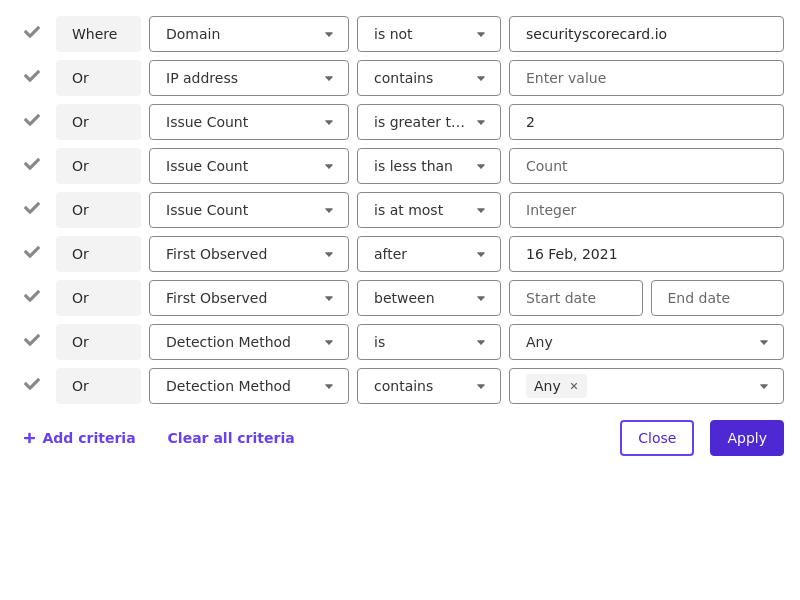 Where Domain is not securityscorecard.io
Or IP address contains Enter value
Or Issue Count is greater t... 2
Or Issue Count is less than Count
Or Issue Count is at most Integer
Or First Observed after 16 Feb, 2021
Or First Observed between Start date End date
Or Detection Method is Any
Or Detection Method contains Any ×
+ Add criteria Clear all criteria Close Apply